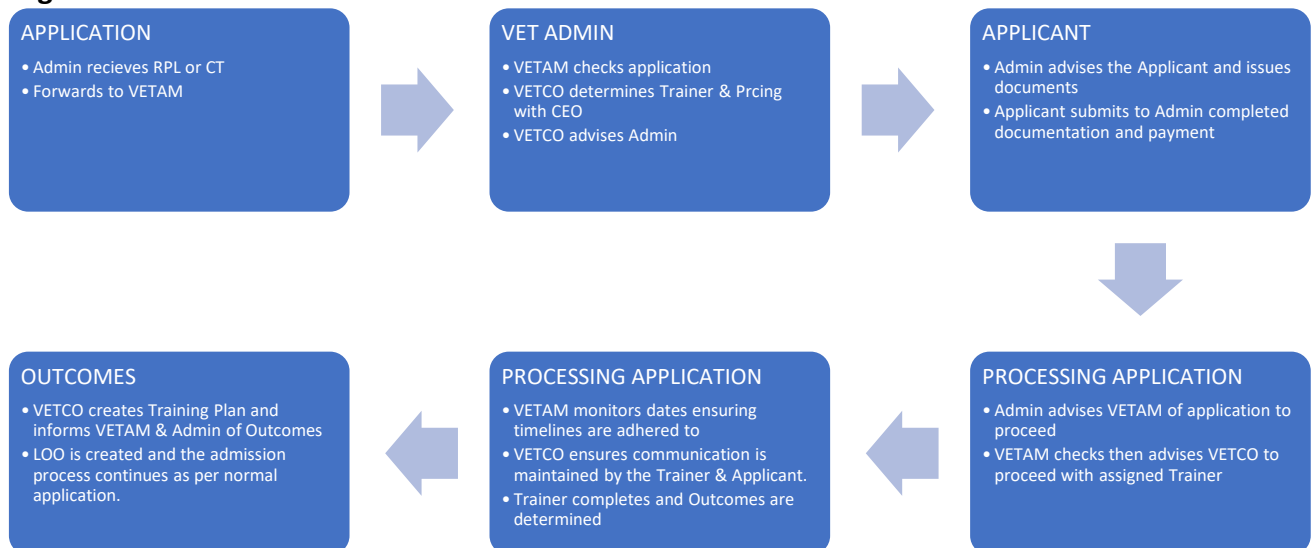 APPLICATION
• Admin recieves RPL or CT
• Forwards to VETAM
VET ADMIN
• VETAM checks application
• VETCO determines Trainer & Prcing
with CEO
• VETCO advises Admin
APPLICANT
• Admin advises the Applicant and issues
documents
• Applicant submits to Admin completed
documentation and payment
PROCESSING APPLICATION
• Admin advises VETAM of application to
proceed
• VETAM checks then advises VETCO to
proceed with assigned Trainer
PROCESSING APPLICATION
• VETAM monitors dates ensuring
timelines are adhered to
• VETCO ensures communication is
maintained by the Trainer & Applicant.
• Trainer completes and Outcomes are
determined
OUTCOMES
• VETCO creates Training Plan and
informs VETAM & Admin of Outcomes
• LOO is created and the admission
process continues as per normal
application.